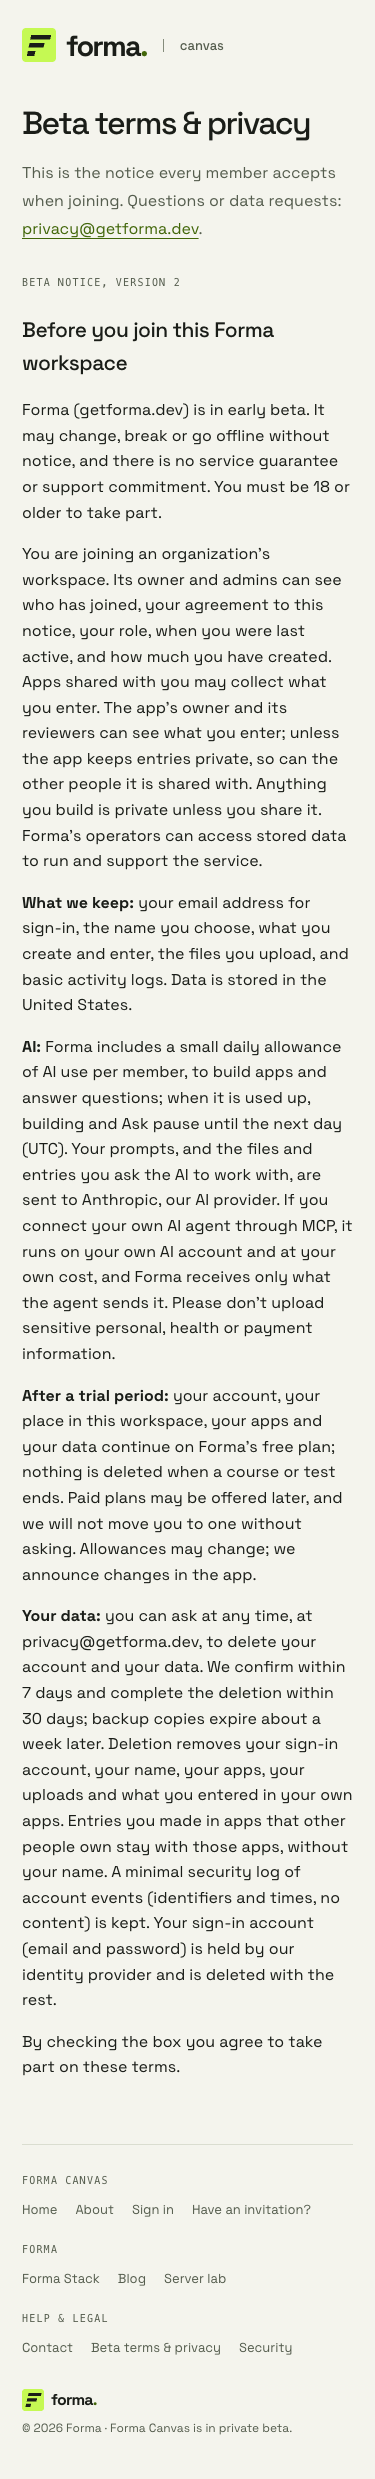 forma. | canvas
Beta terms & privacy
This is the notice every member accepts
when joining. Questions or data requests:
privacy@getforma.dev.
BETA NOTICE, VERSION 2
Before you join this Forma
workspace
Forma (getforma.dev) is in early beta. It
may change, break or go offline without
notice, and there is no service guarantee
or support commitment. You must be 18 or
older to take part.
You are joining an organization's
workspace. Its owner and admins can see
who has joined, your agreement to this
notice, your role, when you were last
active, and how much you have created.
Apps shared with you may collect what
you enter. The app's owner and its
reviewers can see what you enter; unless
the app keeps entries private, so can the
other people it is shared with. Anything
you build is private unless you share it.
Forma's operators can access stored data
to run and support the service.
What we keep: your email address for
sign-in, the name you choose, what you
create and enter, the files you upload, and
basic activity logs. Data is stored in the
United States.
AI: Forma includes a small daily allowance
of AI use per member, to build apps and
answer questions; when it is used up,
building and Ask pause until the next day
(UTC). Your prompts, and the files and
entries you ask the AI to work with, are
sent to Anthropic, our AI provider. If you
connect your own AI agent through MCP, it
runs on your own AI account and at your
own cost, and Forma receives only what
the agent sends it. Please don't upload
sensitive personal, health or payment
information.
After a trial period: your account, your
place in this workspace, your apps and
your data continue on Forma's free plan;
nothing is deleted when a course or test
ends. Paid plans may be offered later, and
we will not move you to one without
asking. Allowances may change; we
announce changes in the app.
Your data: you can ask at any time, at
privacy@getforma.dev, to delete your
account and your data. We confirm within
7 days and complete the deletion within
30 days; backup copies expire about a
week later. Deletion removes your sign-in
account, your name, your apps, your
uploads and what you entered in your own
apps. Entries you made in apps that other
people own stay with those apps, without
your name. A minimal security log of
account events (identifiers and times, no
content) is kept. Your sign-in account
(email and password) is held by our
identity provider and is deleted with the
rest.
By checking the box you agree to take
part on these terms.
FORMA CANVAS
Home About Sign in Have an invitation?
FORMA
Forma Stack Blog Server lab
HELP & LEGAL
Contact Beta terms & privacy Security
forma.
© 2026 Forma · Forma Canvas is in private beta.